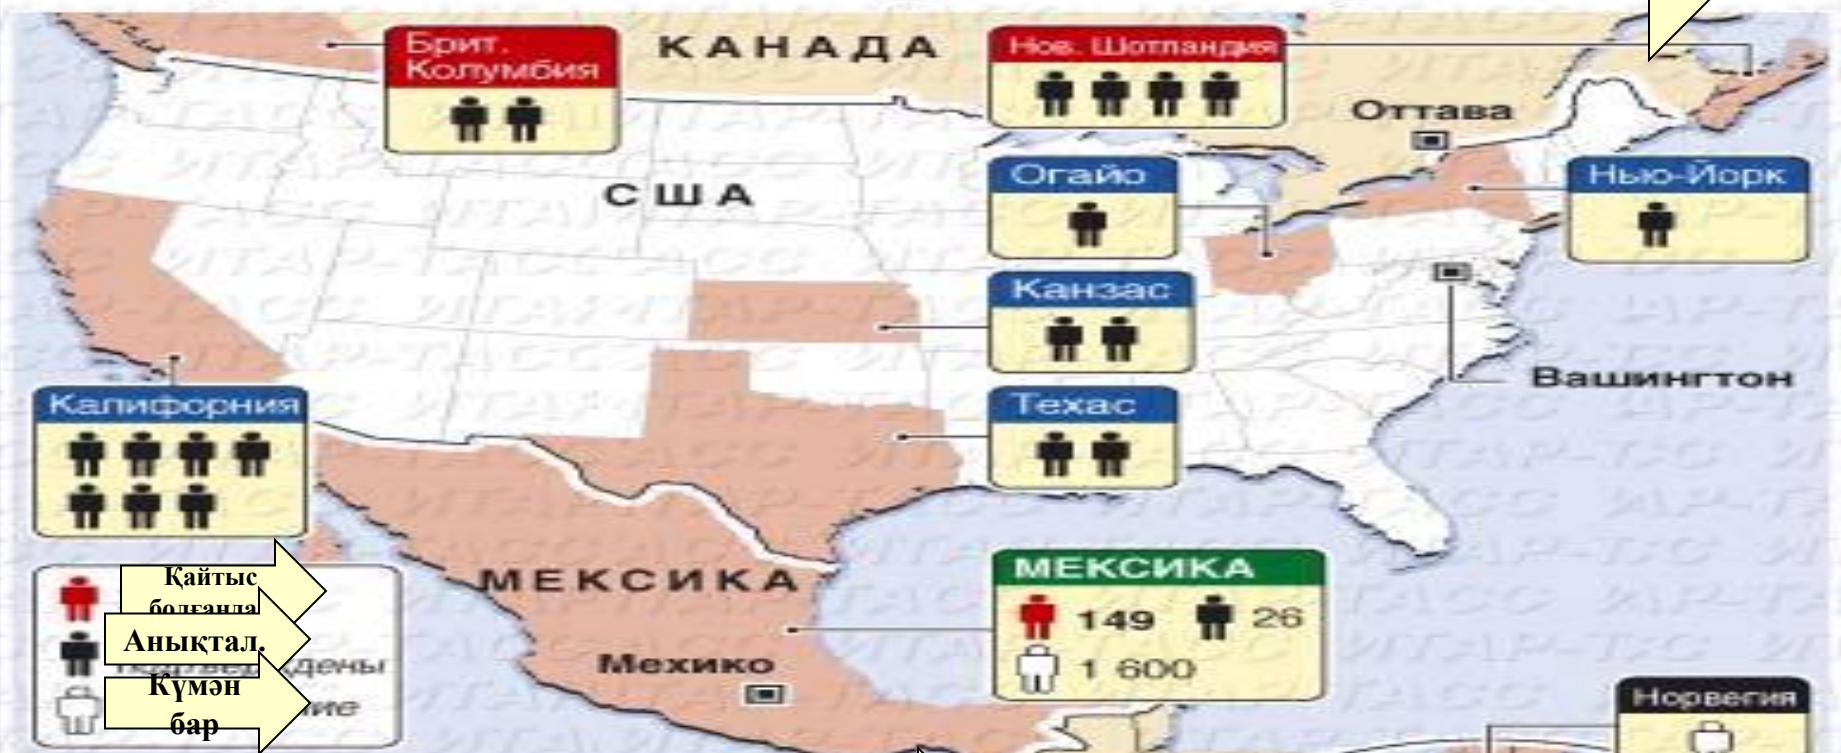 Брит.
Колумбия
КАНАДА
Нов. Шотландия
Оттава
США
Огайо
Нью-Йорк
Канзас
Вашингтон
Калифорния
Техас
МЕКСИКА
МЕКСИКА
149 26
1 600
Мехико
Қайтыс
болғанда
Анықтал.
Күмән
бар
Норвегия